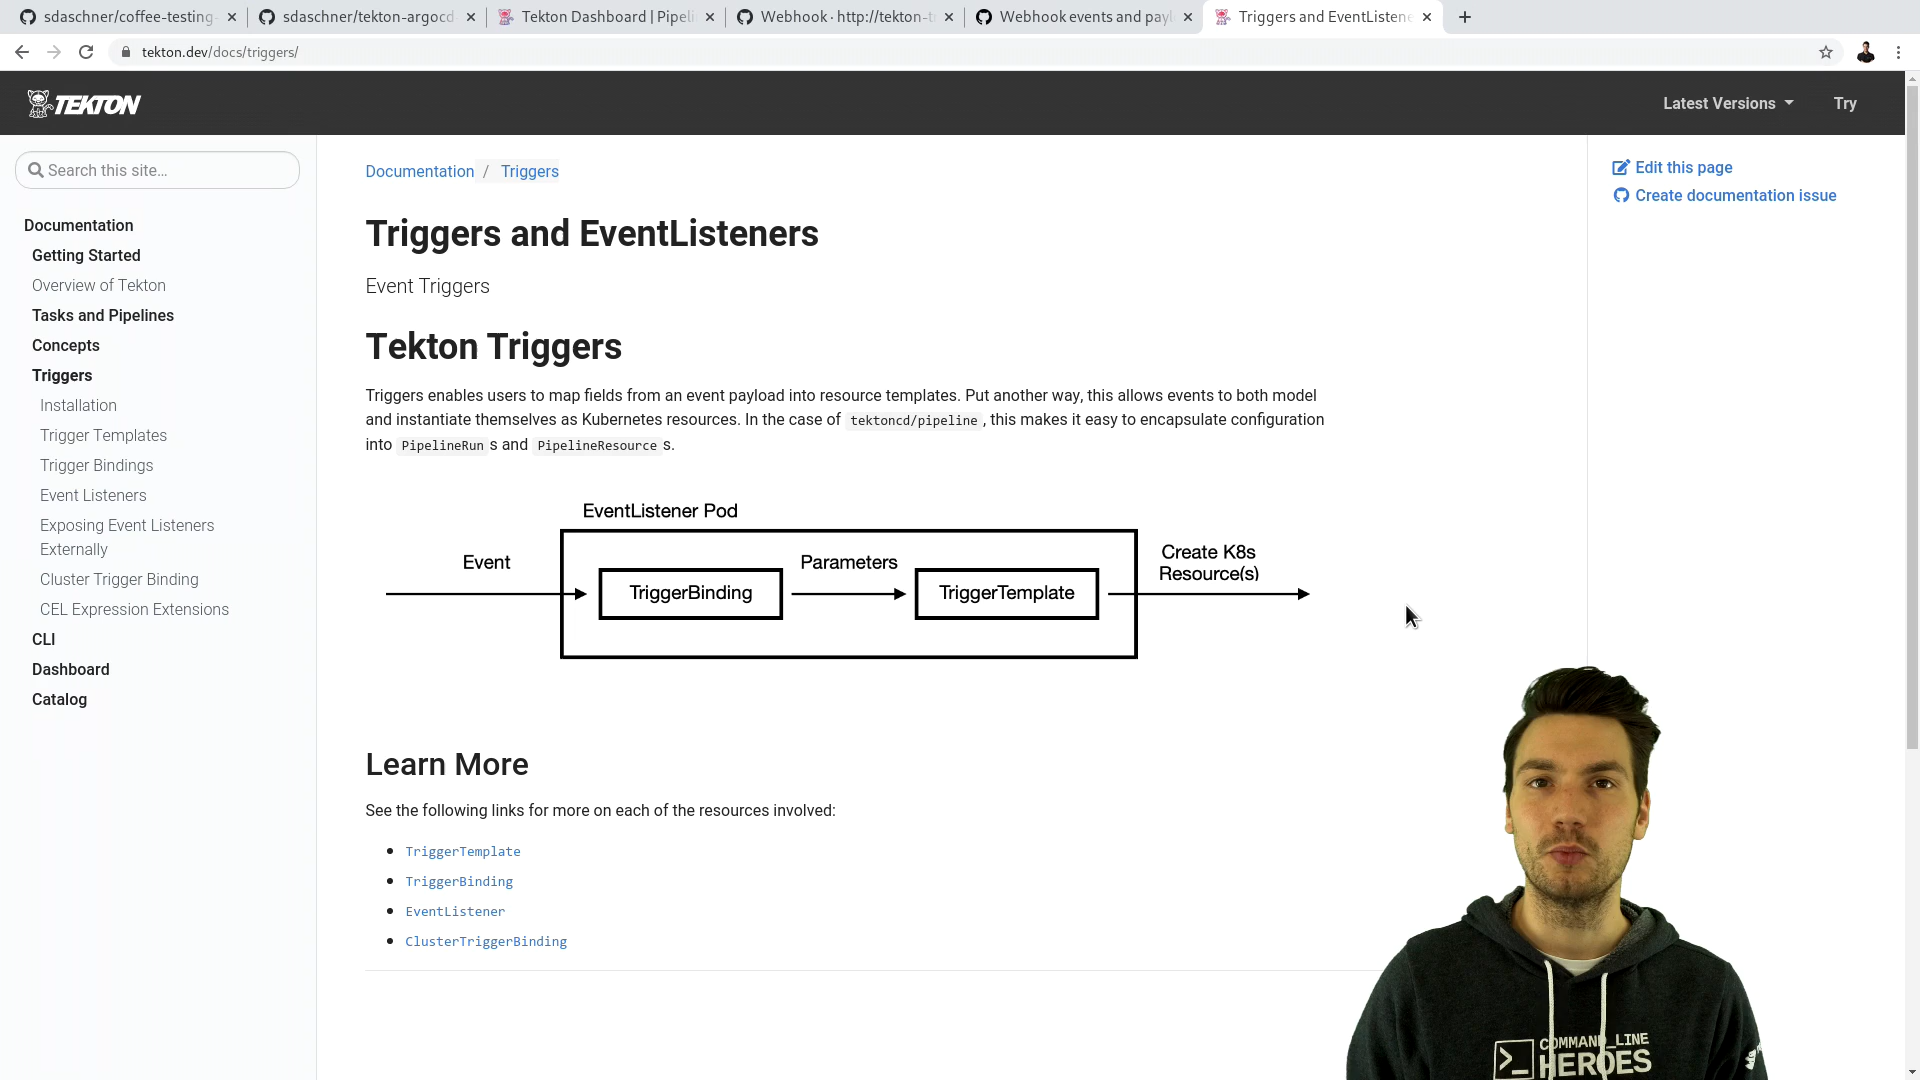 sdaschner/coffee-testing-
sdaschner/tekton-argocd-
Tekton Dashboard | Pipeli
Webhook · http://tekton-t
Webhook events and payl
Triggers and EventListene
tekton.dev/docs/triggers/
TEKTON
Latest Versions
Try
Search this site…
Documentation
Getting Started
Overview of Tekton
Tasks and Pipelines
Concepts
Triggers
Installation
Trigger Templates
Trigger Bindings
Event Listeners
Exposing Event Listeners
Externally
Cluster Trigger Binding
CEL Expression Extensions
CLI
Dashboard
Catalog
Documentation / Triggers
Triggers and EventListeners
Event Triggers
Tekton Triggers
Triggers enables users to map fields from an event payload into resource templates. Put another way, this allows events to both model
and instantiate themselves as Kubernetes resources. In the case of tektoncd/pipeline, this makes it easy to encapsulate configuration
into PipelineRuns and PipelineResources.
EventListener Pod
Event
TriggerBinding
Parameters
TriggerTemplate
Create K8s
Resource(s)
Learn More
See the following links for more on each of the resources involved:
TriggerTemplate
TriggerBinding
EventListener
ClusterTriggerBinding
Edit this page
Create documentation issue
COMMAND_LINE
HEROES